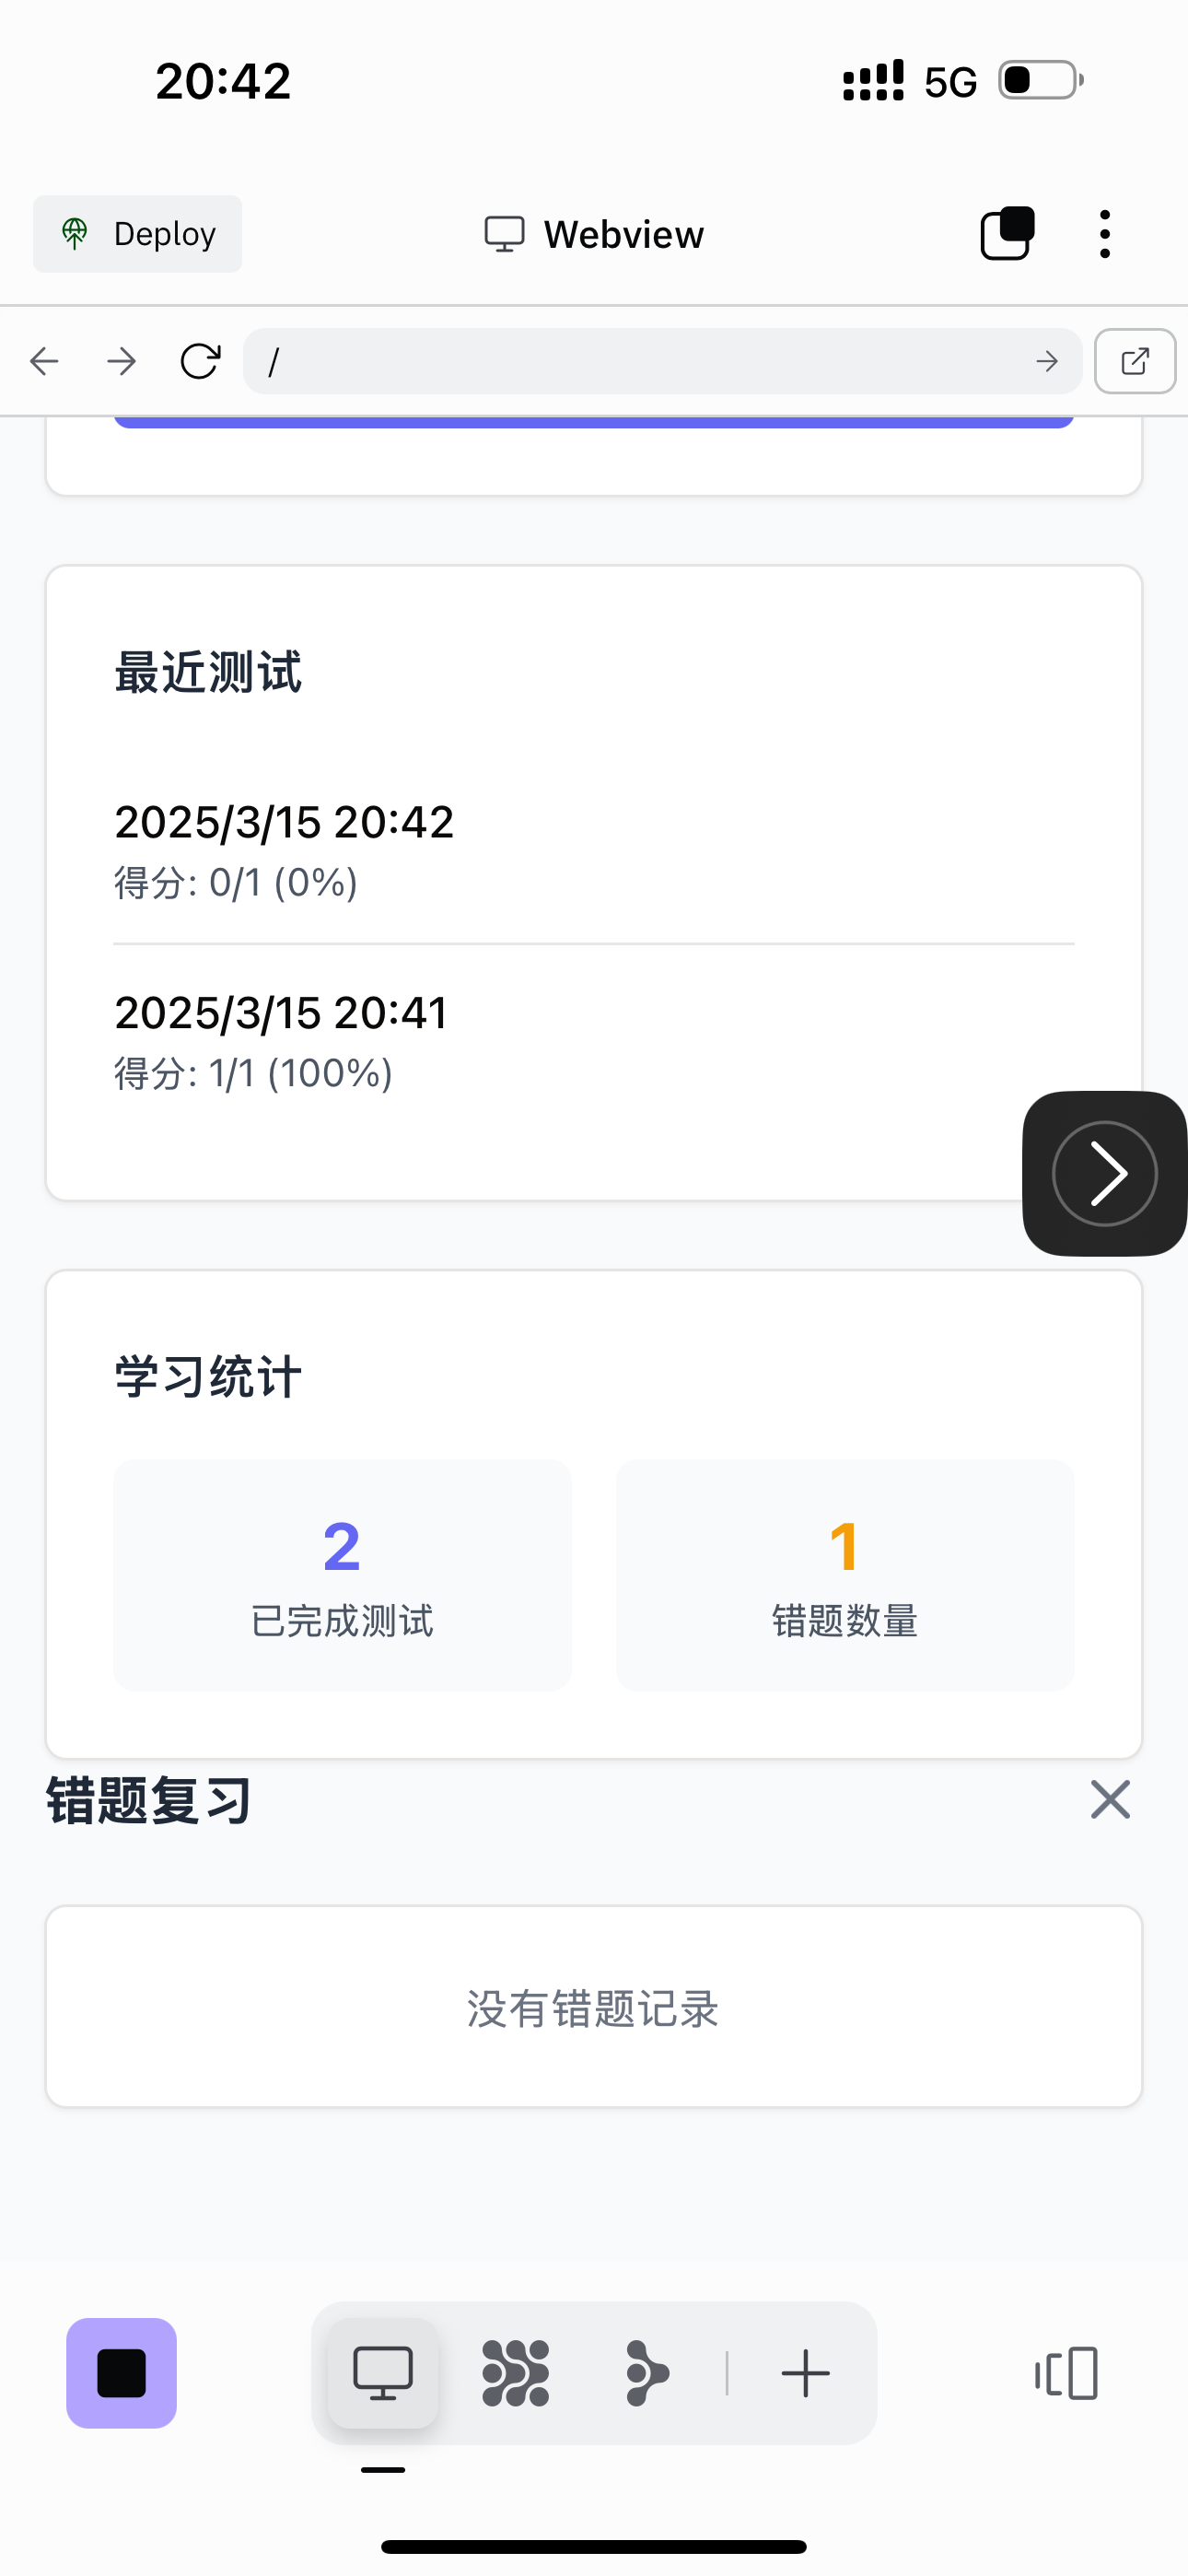 20:42
5G
Deploy
Webview
/
最近测试
2025/3/15 20:42
得分: 0/1 (0%)
2025/3/15 20:41
得分: 1/1 (100%)
学习统计
2
已完成测试
1
错题数量
错题复习
没有错题记录